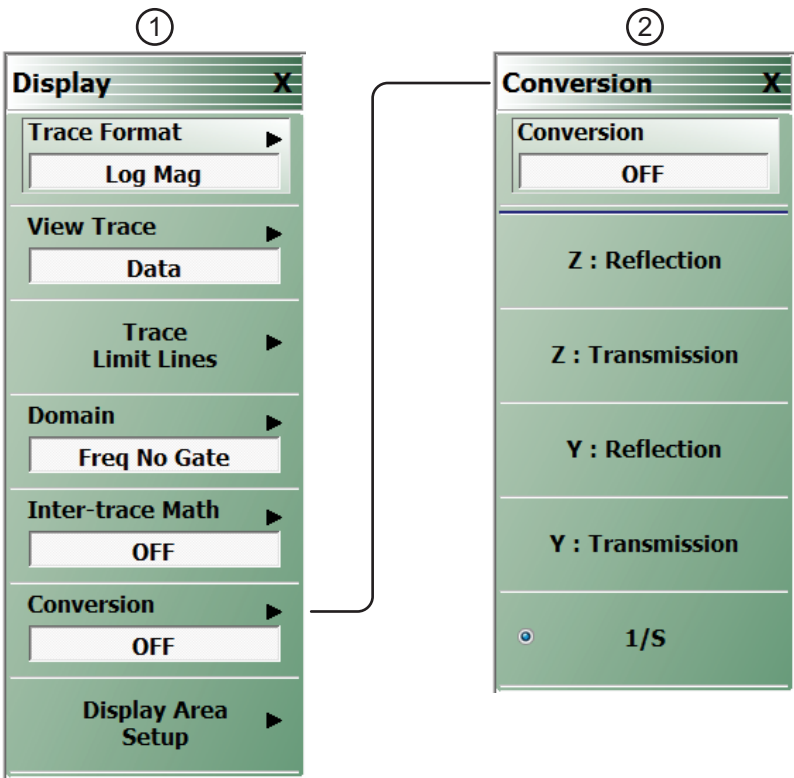 1
Display X
Trace Format
Log Mag
View Trace
Data
Trace
Limit Lines
Domain
Freq No Gate
Inter-trace Math
OFF
Conversion
OFF
Display Area
Setup
2
Conversion X
Conversion
OFF
Z : Reflection
Z : Transmission
Y : Reflection
Y : Transmission
1/S